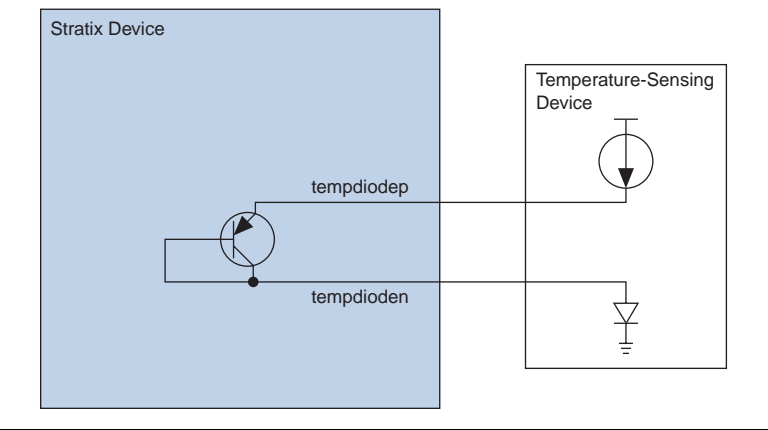 Stratix Device
Temperature-Sensing
Device
tempdiodep
tempdioden